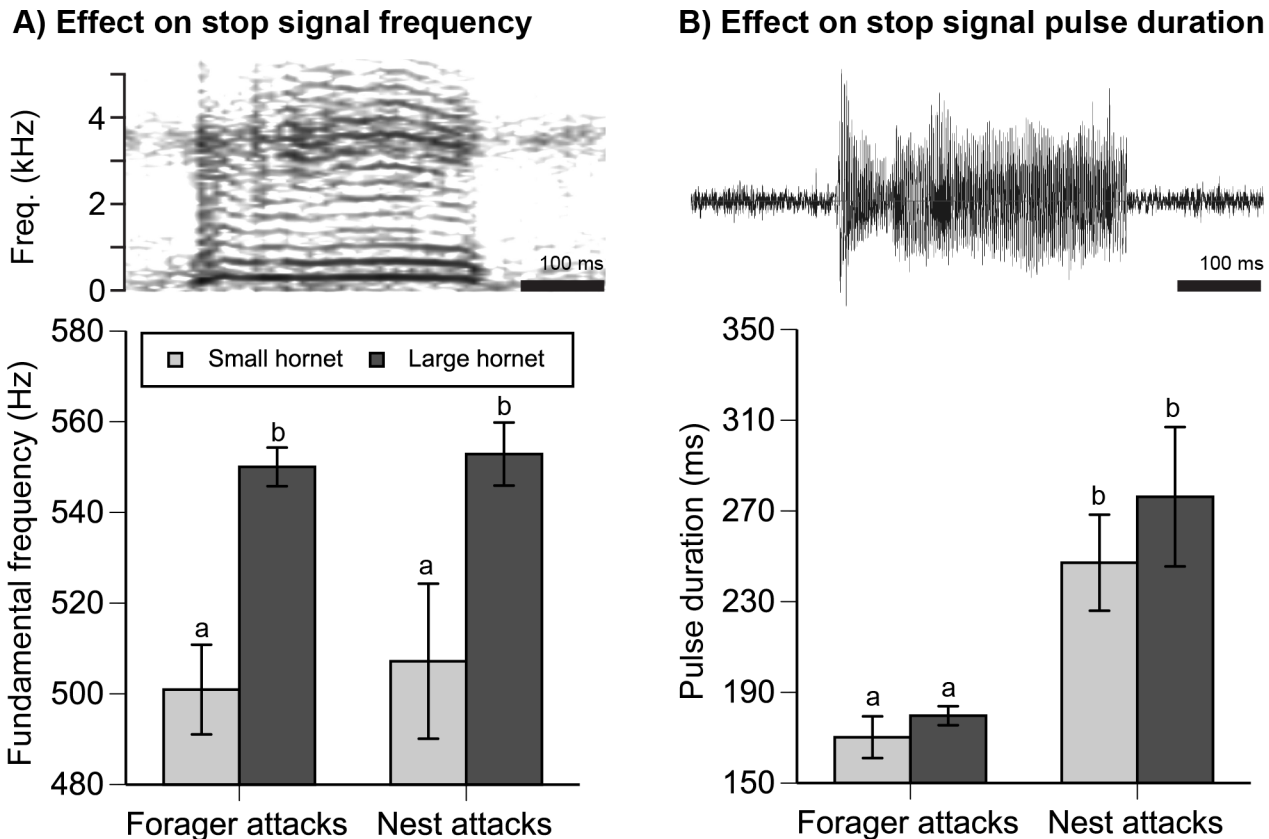 A) Effect on stop signal frequency
Freq. (kHz)
4
2
0
100 ms
580
560
540
520
500
480
Fundamental frequency (Hz)
Small hornet Large hornet
a
b
a
b
Forager attacks Nest attacks
B) Effect on stop signal pulse duration
100 ms
350
310
270
230
190
150
Pulse duration (ms)
a
a
b
b
Forager attacks Nest attacks